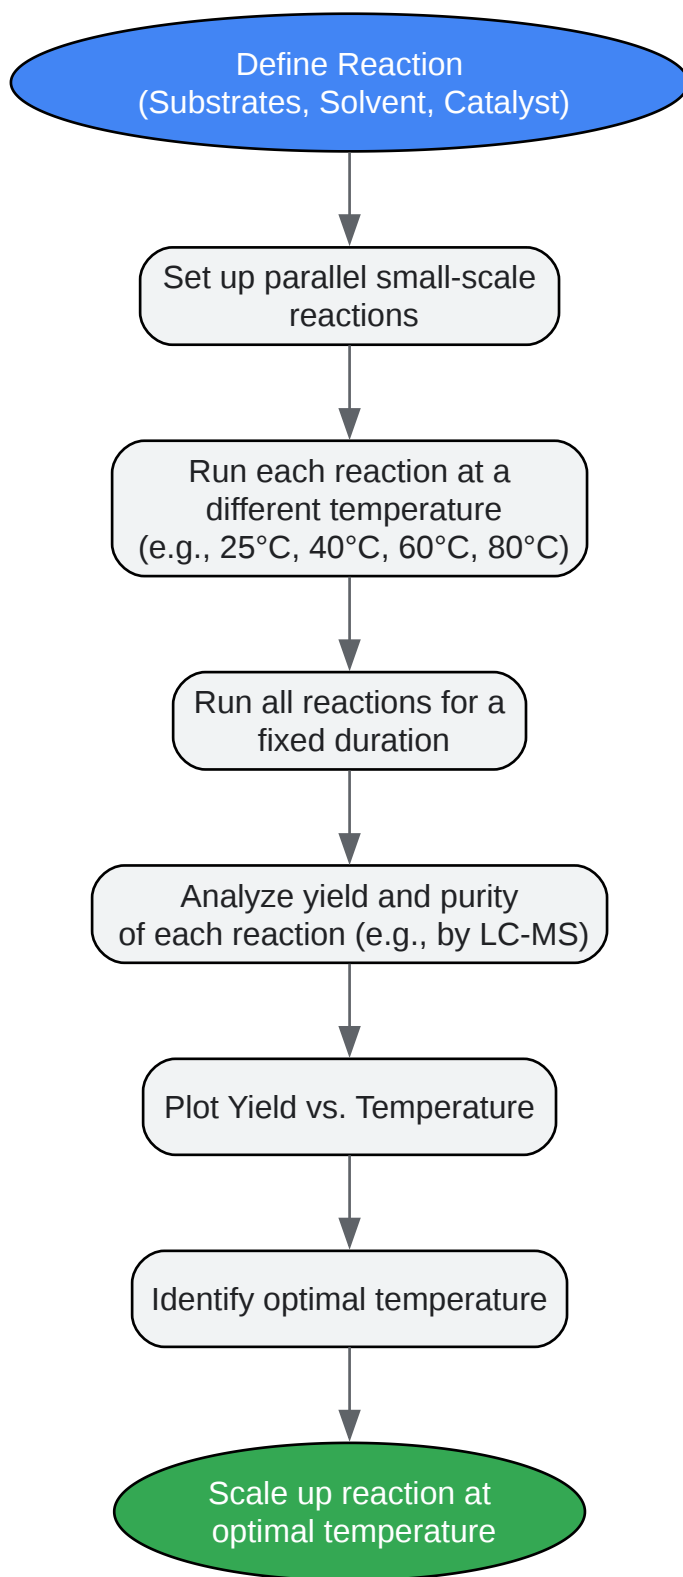 Define Reaction
(Substrates, Solvent, Catalyst)
Set up parallel small-scale
reactions
Run each reaction at a
different temperature
(e.g., 25°C, 40°C, 60°C, 80°C)
Run all reactions for a
fixed duration
Analyze yield and purity
of each reaction (e.g., by LC-MS)
Plot Yield vs. Temperature
Identify optimal temperature
Scale up reaction at
optimal temperature